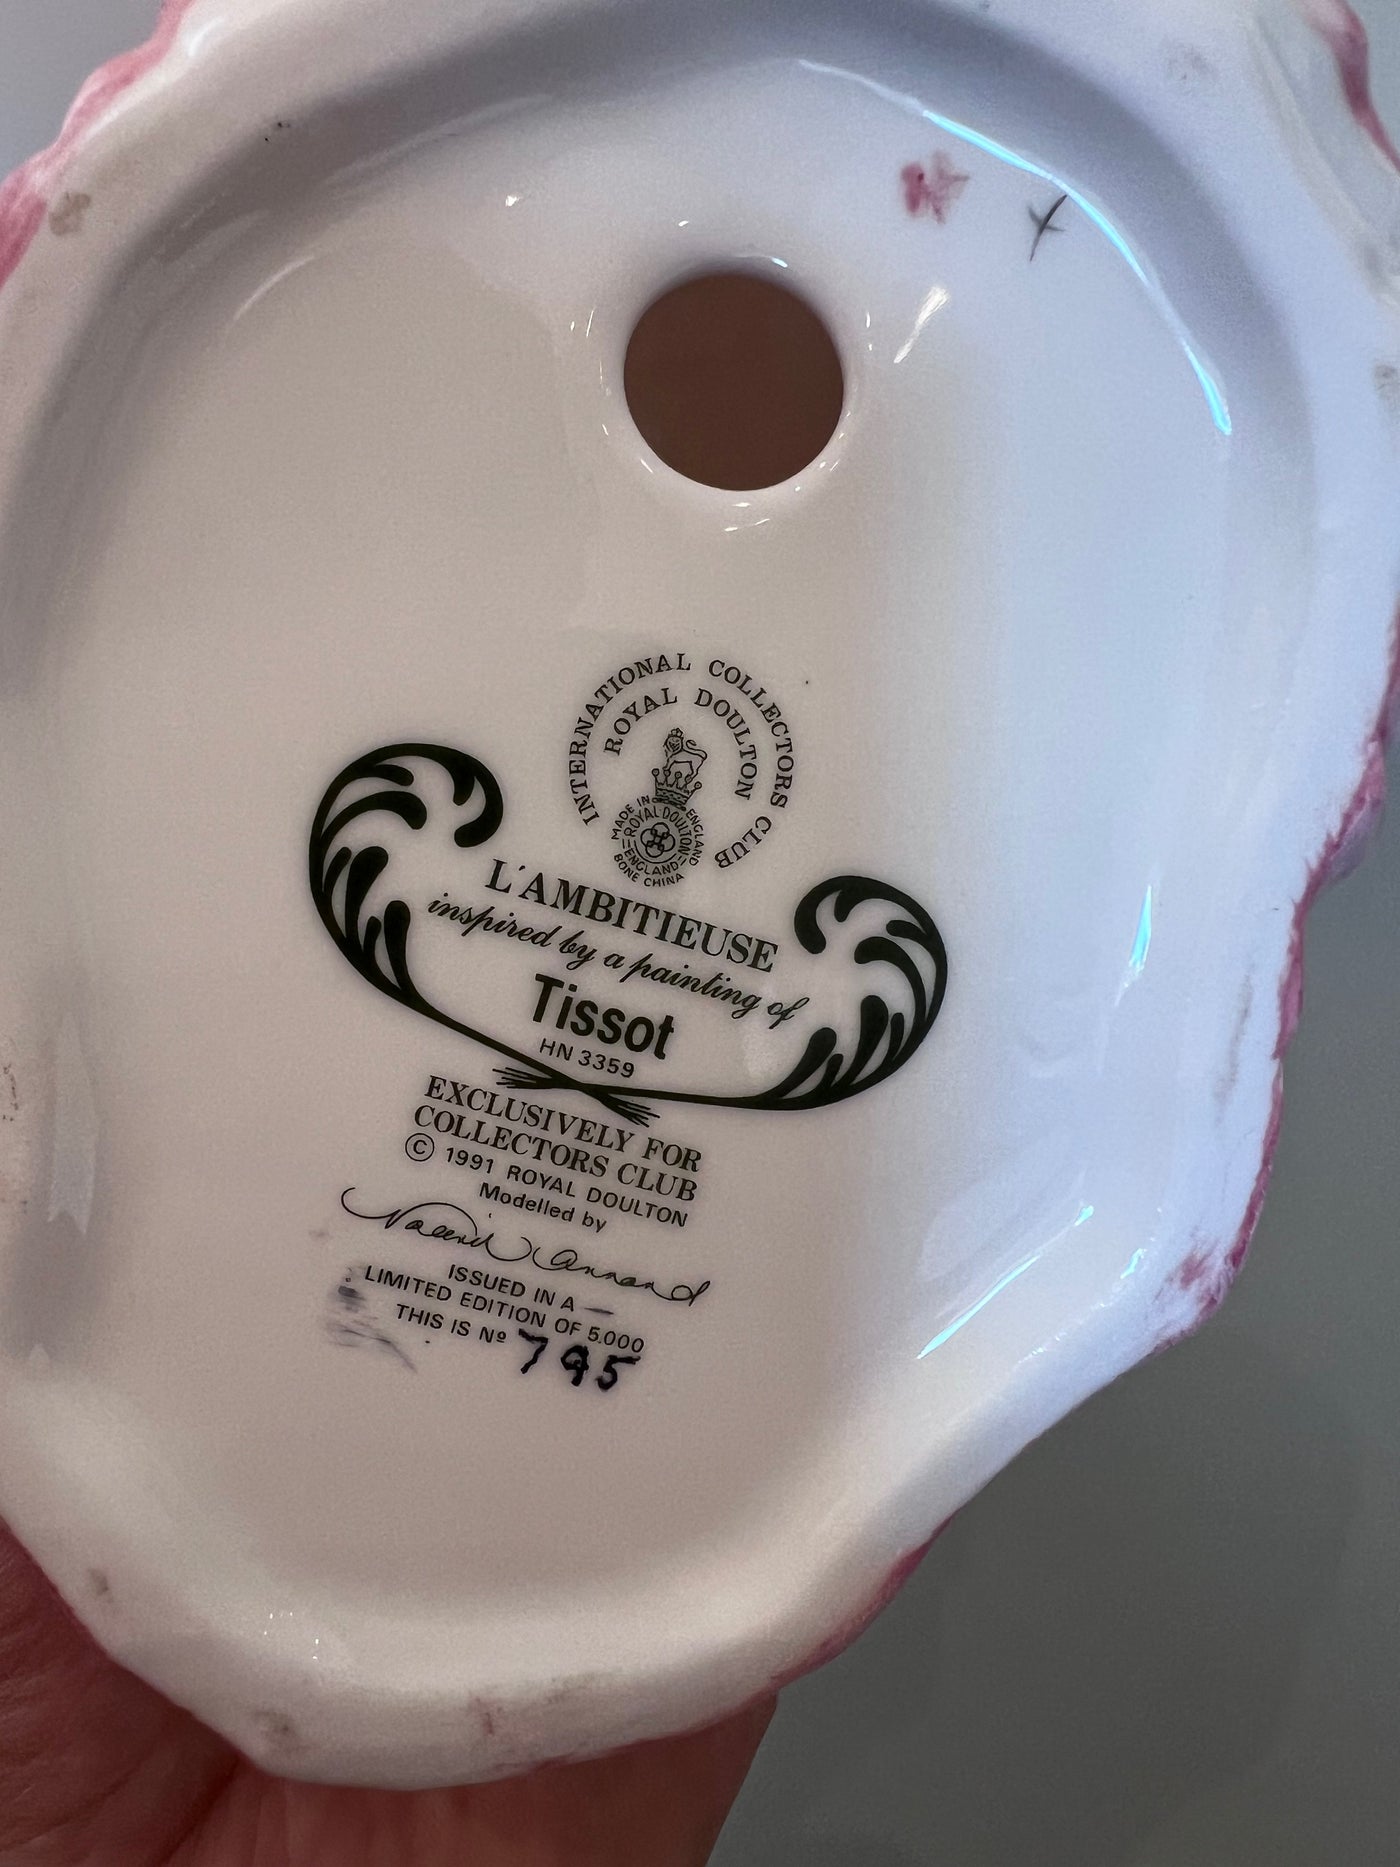 INTERNATIONAL COLLECTORS CLUB
ROYAL DOULTON
MADE IN ENGLAND
ROYAL DOULTON
ENGLAND
BONE CHINA
L'AMBITIEUSE
inspired by a painting of
Tissot
HN 3359
EXCLUSIVELY FOR
COLLECTORS CLUB
© 1991 ROYAL DOULTON
Modelled by
Valerie Annand
ISSUED IN A
LIMITED EDITION OF 5.000
THIS IS Nº 795